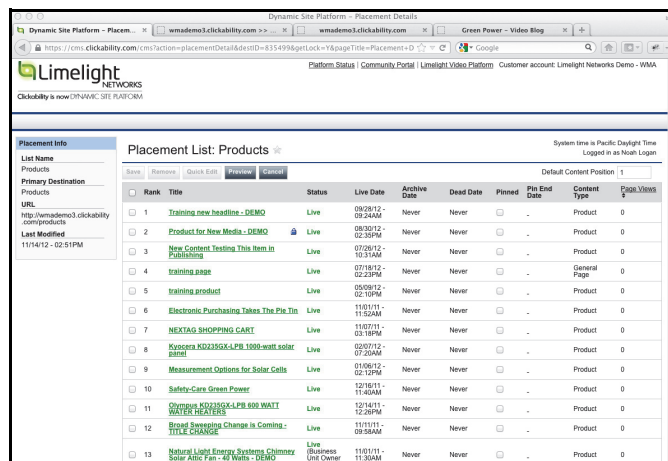 Dynamic Site Platform – Placement Details
Dynamic Site Platform – Placem... × wmademo3.clickability.com >> ... × wmademo3.clickability.com × Green Power – Video Blog × +
https://cms.clickability.com/cms?action=placementDetail&destID=835499&getLock=Y&pageTitle=Placement+D Google
Limelight
NETWORKS
Clickability is now DYNAMIC SITE PLATFORM
Platform Status | Community Portal | Limelight Video Platform Customer account: Limelight Networks Demo - WMA
Placement Info
List Name
Products
Primary Destination
Products
URL
http://wmademo3.clickability
.com/products
Last Modified
11/14/12 - 02:51PM
Placement List: Products
System time is Pacific Daylight Time
Logged in as Noah Logan
Save Remove Quick Edit Preview Cancel Default Content Position 1
Rank Title Status Live Date Archive Date Dead Date Pinned Pin End Date Content Type Page Views
1 Training new headline - DEMO Live 09/28/12 - 09:24AM Never Never - Product 0
2 Product for New Media - DEMO Live 08/30/12 - 02:35PM Never Never - Product 0
3 New Content Testing This Item in Publishing Live 07/26/12 - 10:31AM Never Never - Product 0
4 training page Live 07/18/12 - 02:23PM Never Never - General Page 0
5 training product Live 05/09/12 - 02:10PM Never Never - Product 0
6 Electronic Purchasing Takes The Pie Tin Live 11/01/11 - 11:52AM Never Never - Product 0
7 NEXTAG SHOPPING CART Live 11/07/11 - 03:18PM Never Never - Product 0
8 Kyocera KD235GX-LPB 1000-watt solar panel Live 02/07/12 - 07:20AM Never Never - Product 0
9 Measurement Options for Solar Cells Live 01/06/12 - 02:12PM Never Never - Product 0
10 Safety-Care Green Power Live 12/16/11 - 11:40AM Never Never - Product 0
11 Olympus KD235GX-LPB 600 WATT WATER HEATERS Live 12/14/11 - 12:26PM Never Never - Product 0
12 Broad Sweeping Change is Coming - TITLE CHANGE Live 11/11/11 - 09:58AM Never Never - Product 0
13 Natural Light Energy Systems Chimney Solar Attic Fan - 40 Watts - DEMO Live (Business Unit Owner 11/01/11 - 11:30AM Never Never - Product 0